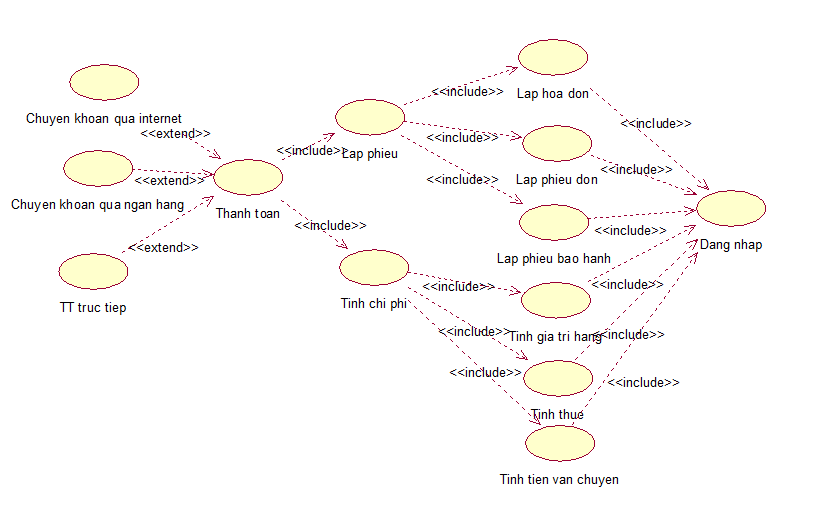 Lap hoa don
<<include>>
Chuyen khoan qua internet
<<include>>
<<extend>>
<<include>>
<<include>>
Lap phieu
<<include>>
Lap phieu don
<<extend>>
<<include>>
Chuyen khoan qua ngan hang
Thanh toan
<<include>>
<<include>>
Dang nhap
<<extend>>
Lap phieu bao hanh
<<include>>
<<include>>
TT truc tiep
Tinh chi phi
<<include>>
<<include>>
Tinh gia tri hang
<<include>>
<<include>>
Tinh thue
Tinh tien van chuyen